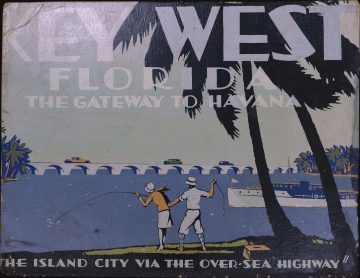 KEY WEST
FLORIDA
THE GATEWAY TO HAVANA
"THE ISLAND CITY VIA THE OVER-SEA HIGHWAY"